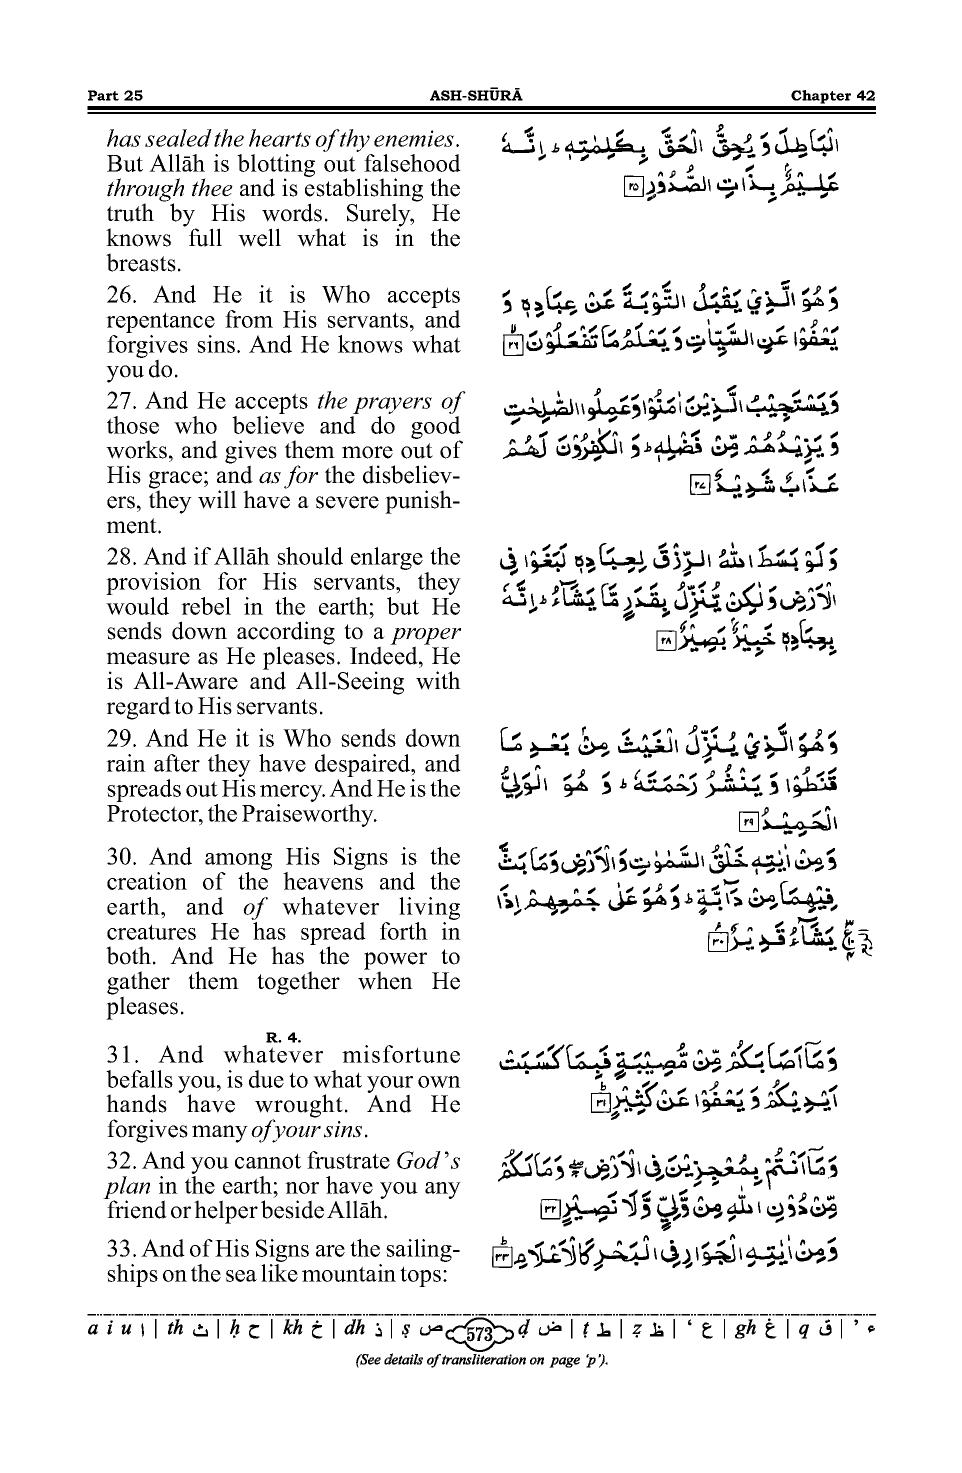 Part 25 ASH-SHŪRĀ Chapter 42
has sealed the hearts of thy enemies.
But Allāh is blotting out falsehood
through thee and is establishing the
truth by His words. Surely, He
knows full well what is in the
breasts.
26. And He it is Who accepts
repentance from His servants, and
forgives sins. And He knows what
you do.
27. And He accepts the prayers of
those who believe and do good
works, and gives them more out of
His grace; and as for the disbeliev-
ers, they will have a severe punish-
ment.
28. And if Allāh should enlarge the
provision for His servants, they
would rebel in the earth; but He
sends down according to a proper
measure as He pleases. Indeed, He
is All-Aware and All-Seeing with
regard to His servants.
29. And He it is Who sends down
rain after they have despaired, and
spreads out His mercy. And He is the
Protector, the Praiseworthy.
30. And among His Signs is the
creation of the heavens and the
earth, and of whatever living
creatures He has spread forth in
both. And He has the power to
gather them together when He
pleases.
R. 4.
31. And whatever misfortune
befalls you, is due to what your own
hands have wrought. And He
forgives many of your sins.
32. And you cannot frustrate God's
plan in the earth; nor have you any
friend or helper beside Allāh.
33. And of His Signs are the sailing-
ships on the sea like mountain tops:
الْبَاطِلَ وَ يُحِقُّ الْحَقَّ بِكَلِمٰتِهٖ ؕ اِنَّهٗ
عَلِيْمٌۢ بِذَاتِ الصُّدُوْرِ ۲۵
وَ هُوَ الَّذِيْ يَقْبَلُ التَّوْبَةَ عَنْ عِبَادِهٖ وَ
يَعْفُوْا عَنِ السَّيِّاٰتِ وَ يَعْلَمُ مَا تَفْعَلُوْنَ ۲۶
وَ يَسْتَجِيْبُ الَّذِيْنَ اٰمَنُوْا وَ عَمِلُوا الصّٰلِحٰتِ
وَ يَزِيْدُهُمْ مِّنْ فَضْلِهٖ ؕ وَ الْكٰفِرُوْنَ لَهُمْ
عَذَابٌ شَدِيْدٌ ۲۷
وَ لَوْ بَسَطَ اللّٰهُ الرِّزْقَ لِعِبَادِهٖ لَبَغَوْا فِي
الْاَرْضِ وَ لٰكِنْ يُّنَزِّلُ بِقَدَرٍ مَّا يَشَآءُ ؕ اِنَّهٗ
بِعِبَادِهٖ خَبِيْرٌۢ بَصِيْرٌ ۲۸
وَ هُوَ الَّذِيْ يُنَزِّلُ الْغَيْثَ مِنْۢ بَعْدِ مَا
قَنَطُوْا وَ يَنْشُرُ رَحْمَتَهٗ ؕ وَ هُوَ الْوَلِيُّ
الْحَمِيْدُ ۲۹
وَ مِنْ اٰيٰتِهٖ خَلْقُ السَّمٰوٰتِ وَ الْاَرْضِ وَ مَا بَثَّ
فِيْهِمَا مِنْ دَآبَّةٍ ؕ وَ هُوَ عَلٰى جَمْعِهِمْ اِذَا
يَشَآءُ قَدِيْرٌ ۳۰
وَ مَاۤ اَصَابَكُمْ مِّنْ مُّصِيْبَةٍ فَبِمَا كَسَبَتْ
اَيْدِيْكُمْ وَ يَعْفُوْا عَنْ كَثِيْرٍ ۳۱
وَ مَاۤ اَنْتُمْ بِمُعْجِزِيْنَ فِي الْاَرْضِ ۖ وَ مَا لَكُمْ
مِّنْ دُوْنِ اللّٰهِ مِنْ وَّلِيٍّ وَّ لَا نَصِيْرٍ ۳۲
وَ مِنْ اٰيٰتِهِ الْجَوَارِ فِي الْبَحْرِ كَالْاَعْلَامِ ۳۳
a i u ا | th ث | ḥ ح | kh خ | dh ذ | ṣ ص 573 ḍ ض | ṭ ط | ẓ ظ | ‘ ع | gh غ | q ق | ’ ء
(See details of transliteration on page ‘p’).